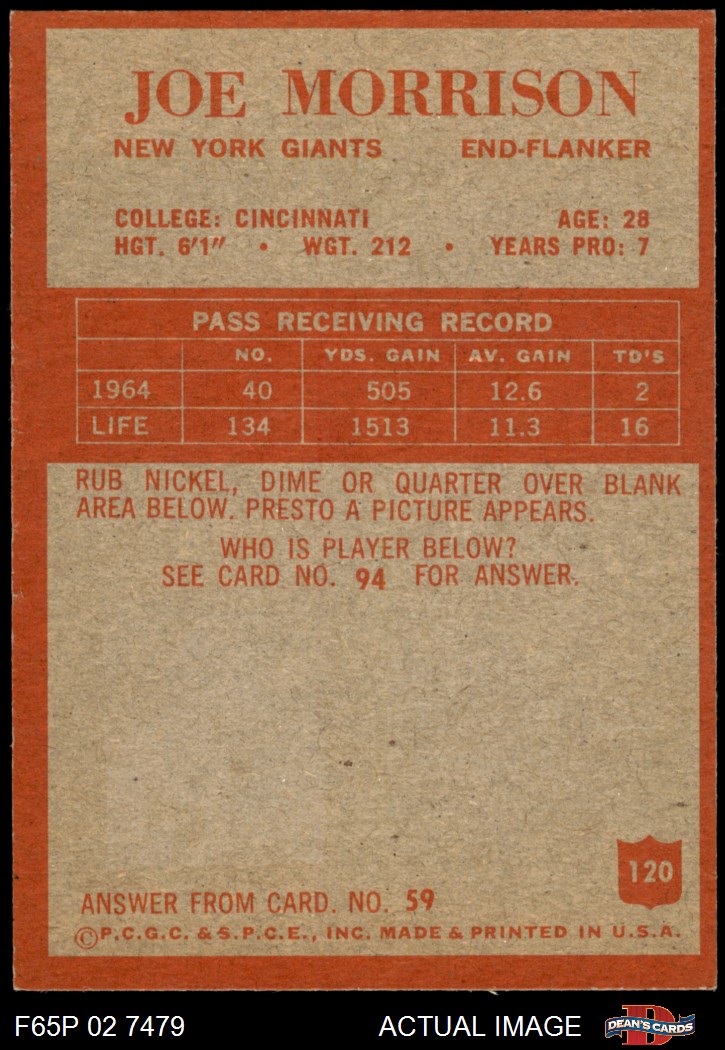 JOE MORRISON
NEW YORK GIANTS END-FLANKER
COLLEGE: CINCINNATI AGE: 28
HGT. 6'1" • WGT. 212 • YEARS PRO: 7
PASS RECEIVING RECORD
NO. YDS. GAIN AV. GAIN TD'S
1964 40 505 12.6 2
LIFE 134 1513 11.3 16
RUB NICKEL, DIME OR QUARTER OVER BLANK
AREA BELOW. PRESTO A PICTURE APPEARS.
WHO IS PLAYER BELOW?
SEE CARD NO. 94 FOR ANSWER.
120
ANSWER FROM CARD. NO. 59
©P.C.G.C. & S.P.C.E., INC. MADE & PRINTED IN U.S.A.
F65P 02 7479 ACTUAL IMAGE D DEAN'S CARDS